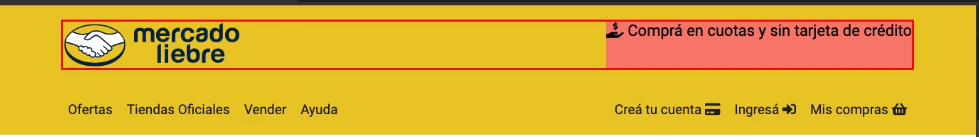 mercado
liebre
Comprá en cuotas y sin tarjeta de crédito
Ofertas Tiendas Oficiales Vender Ayuda
Creá tu cuenta Ingresá Mis compras